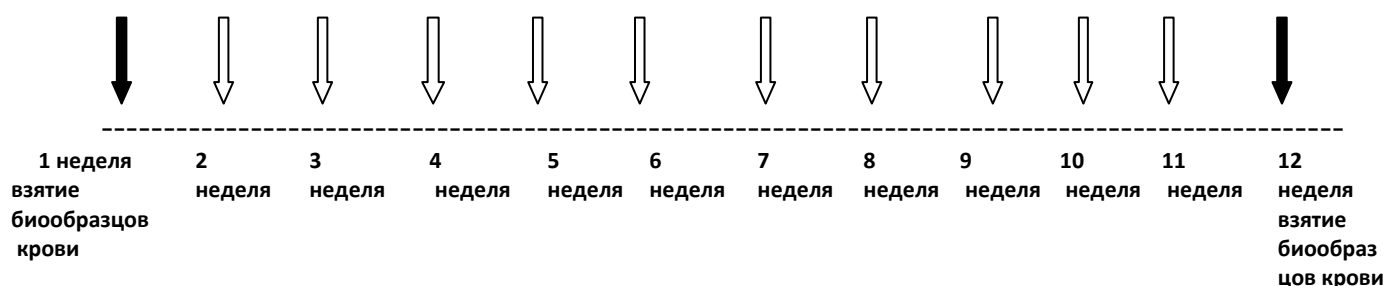 1 неделя
взятие
биообразцов
крови
2
неделя
3
неделя
4
неделя
5
неделя
6
неделя
7
неделя
8
неделя
9
неделя
10
неделя
11
неделя
12
неделя
взятие
биообраз
цов крови